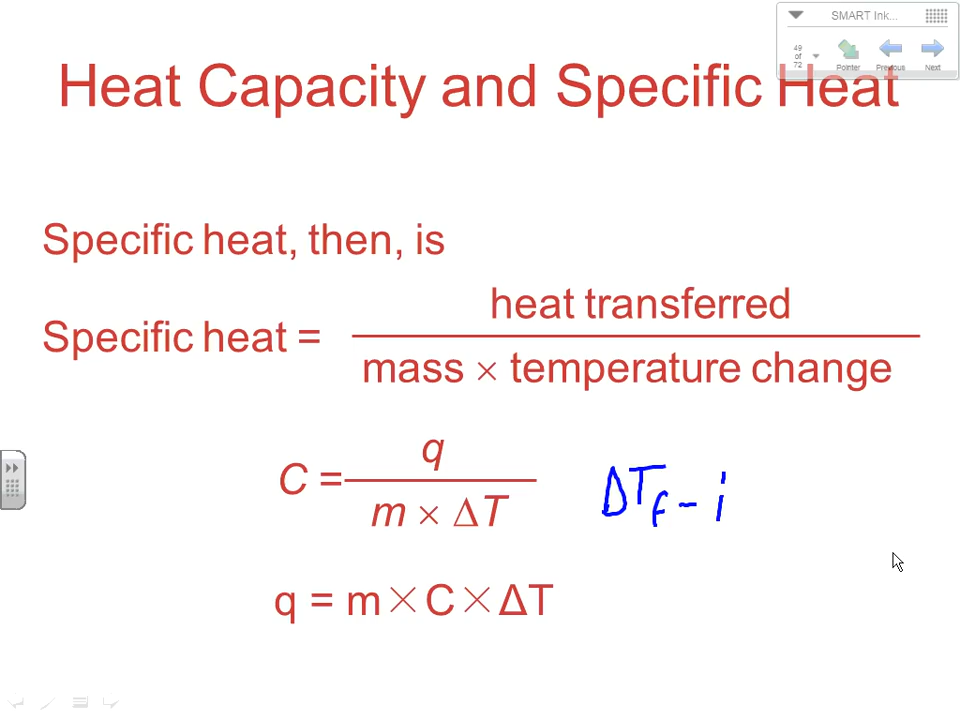 SMART Ink...
49
of
72
Pointer Previous Next
Heat Capacity and Specific Heat
Specific heat, then, is
Specific heat = heat transferred
mass × temperature change
C = q
m × ΔT
ΔT f - i
q = m × C × ΔT